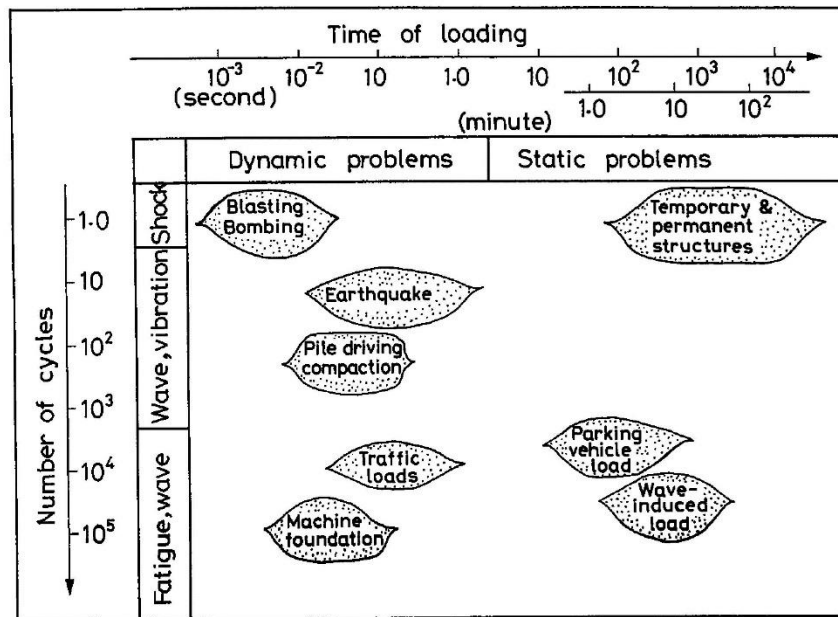 Time of loading
10⁻³ 10⁻² 10 1.0 10 10² 10³ 10⁴
(second)
1.0 10 10²
(minute)
Dynamic problems Static problems
Number of cycles
1.0
10
10²
10³
10⁴
10⁵
Shock
Wave, vibration
Fatigue, wave
Blasting
Bombing
Temporary &
permanent
structures
Earthquake
Pile driving
compaction
Traffic
loads
Parking
vehicle
load
Machine
foundation
Wave-
induced
load